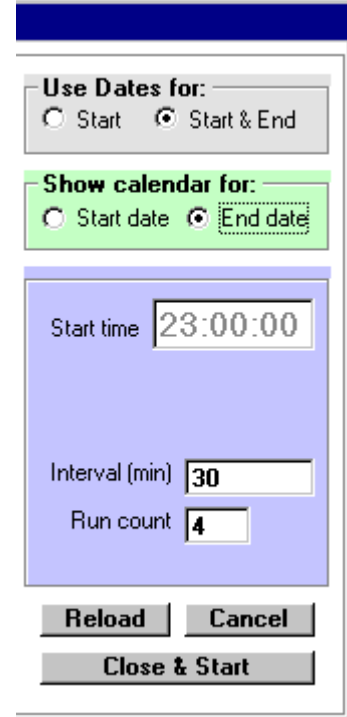 Use Dates for:
Start Start & End
Show calendar for:
Start date End date
Start time 23:00:00
Interval (min) 30
Run count 4
Reload Cancel
Close & Start